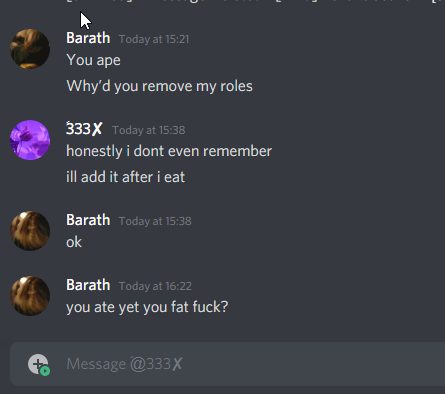 Barath Today at 15:21
You ape
Why'd you remove my roles
333✗ Today at 15:38
honestly i dont even remember
ill add it after i eat
Barath Today at 15:38
ok
Barath Today at 16:22
you ate yet you fat fuck?
Message @333✗